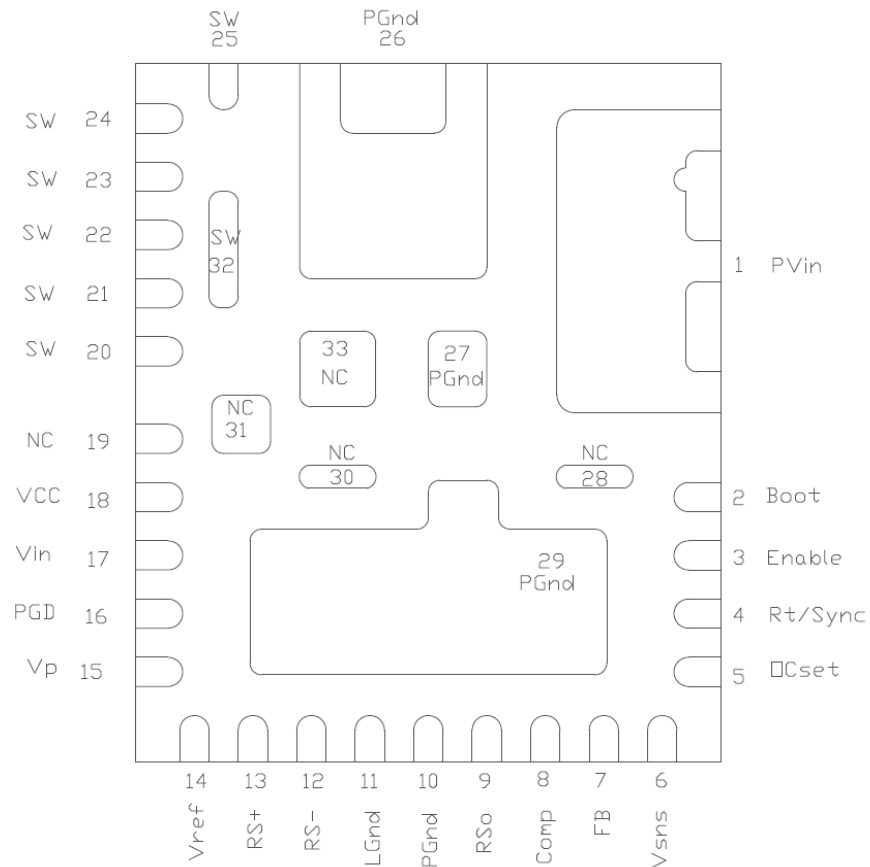 SW
25
PGnd
26
SW 24
SW 23
SW 22
SW 21
SW 20
NC 19
VCC 18
Vin 17
PGD 16
Vp 15
SW
32
33
NC
27
PGnd
NC
31
NC
30
NC
28
29
PGnd
1 PVin
2 Boot
3 Enable
4 Rt/Sync
5 OCset
14 13 12 11 10 9 8 7 6
Vref RS+ RS- LGnd PGnd RSo Comp FB Vsns